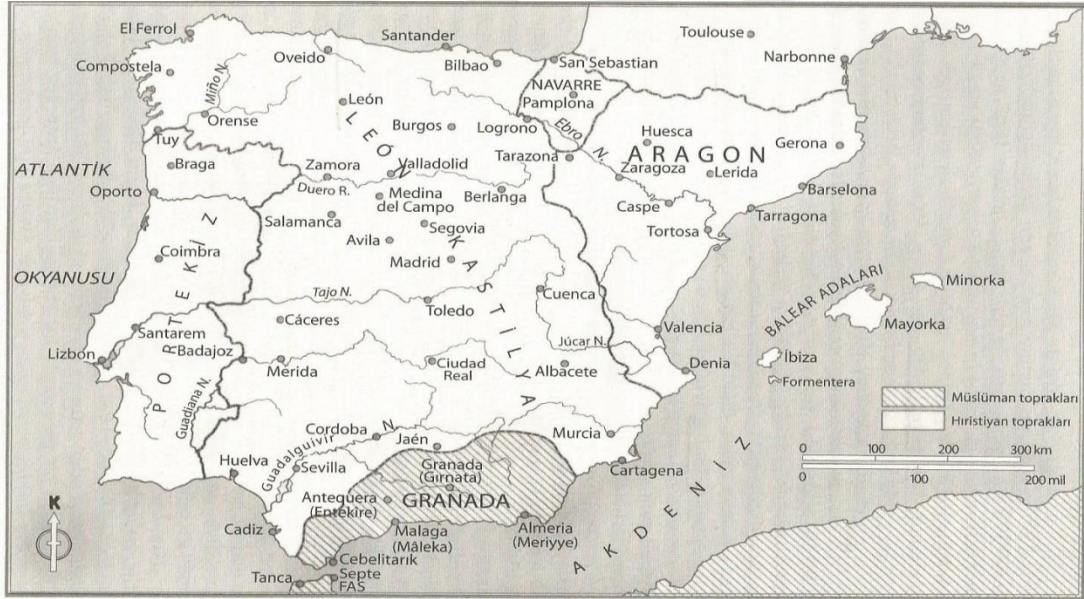 El Ferrol
Santander
Toulouse
Oveido
Bilbao
San Sebastian
Narbonne
Compostela
Miño N.
NAVARRE
Pamplona
León
Orense
Burgos
Logrono
Ebro N.
Huesca
Gerona
LEÓN
Tuy
ARAGON
Braga
ATLANTİK
Zamora
Valladolid
Tarazona
Zaragoza
Lerida
Duero R.
Oporto
Medina
del Campo
Berlanga
Barselona
Caspe
Tarragona
Salamanca
Segovia
Tortosa
Avila
KASTİLYA
Coimbra
Madrid
OKYANUSU
PORTEKİZ
Tajo N.
Toledo
Cuenca
BALEAR ADALARI
Minorka
Mayorka
Cáceres
Santarem
Valencia
Júcar N.
Lizbon
Badajoz
Merida
Ciudad
Real
Albacete
Denia
İbiza
Formentera
Guadiana N.
Müslüman toprakları
Hıristiyan toprakları
Cordoba
Jaén
Murcia
Guadalguivir N.
Huelva
Sevilla
Granada
(Gırnata)
Cartagena
0 100 200 300 km
0 100 200 mil
Anteqüera
(Entekire)
GRANADA
K
Cadiz
Malaga
(Mâleka)
Almeria
(Meriyye)
AKDENİZ
Cebelitarık
Tanca
Septe
FAS